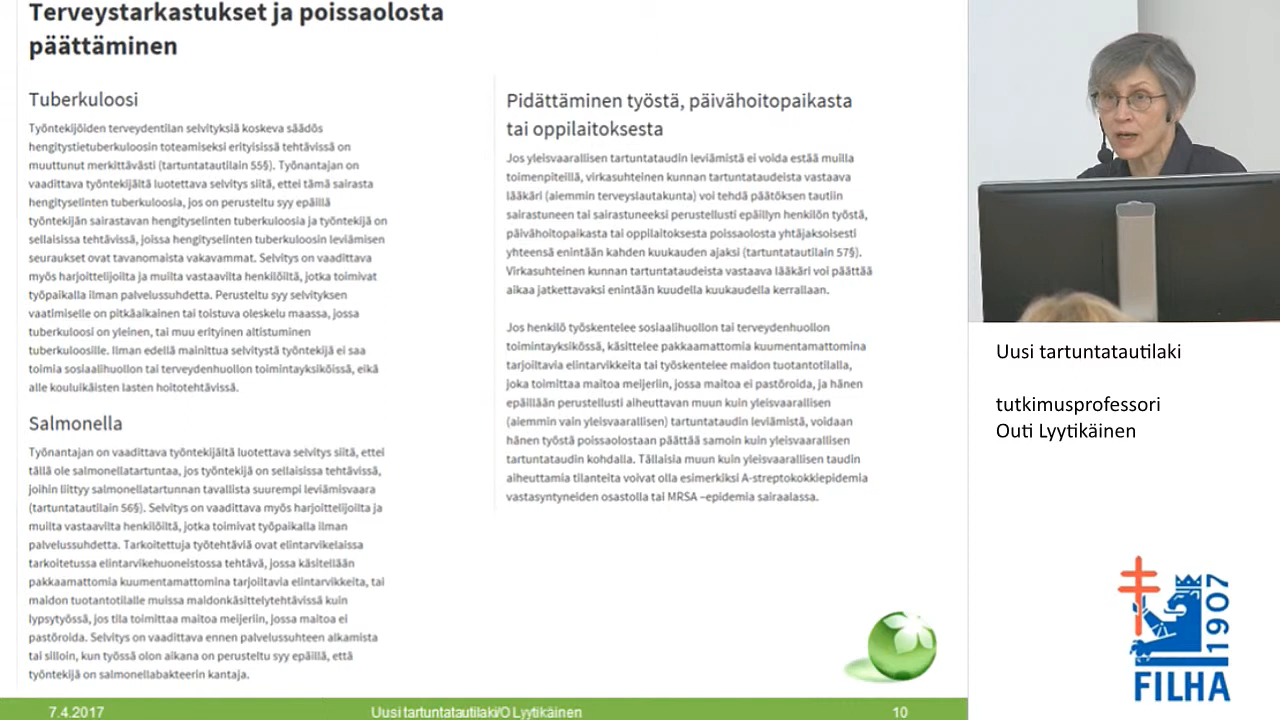 Terveystarkastukset ja poissaolosta
päättäminen
Tuberkuloosi
Työntekijöiden terveydentilan selvityksiä koskeva säädös
hengitystietuberkuloosin toteamiseksi erityisissä tehtävissä on
muuttunut merkittävästi (tartuntatautilain 55§). Työnantajan on
vaadittava työntekijältä luotettava selvitys siitä, ettei tämä sairasta
hengityselinten tuberkuloosia, jos on perusteltu syy epäillä
työntekijän sairastavan hengityselinten tuberkuloosia ja työntekijä on
sellaisissa tehtävissä, joissa hengityselinten tuberkuloosin leviämisen
seuraukset ovat tavanomaista vakavammat. Selvitys on vaadittava
myös harjoittelijoilta ja muilta vastaavilta henkilöiltä, jotka toimivat
työpaikalla ilman palvelussuhdetta. Perusteltu syy selvityksen
vaatimiselle on pitkäaikainen tai toistuva oleskelu maassa, jossa
tuberkuloosi on yleinen, tai muu erityinen altistuminen
tuberkuloosille. Ilman edellä mainittua selvitystä työntekijä ei saa
toimia sosiaalihuollon tai terveydenhuollon toimintayksiköissä, eikä
alle kouluikäisten lasten hoitotehtävissä.
Salmonella
Työnantajan on vaadittava työntekijältä luotettava selvitys siitä, ettei
tällä ole salmonellatartuntaa, jos työntekijä on sellaisissa tehtävissä,
joihin liittyy salmonellatartunnan tavallista suurempi leviämisvaara
(tartuntatautilain 56§). Selvitys on vaadittava myös harjoittelijoilta ja
muilta vastaavilta henkilöiltä, jotka toimivat työpaikalla ilman
palvelussuhdetta. Tarkoitettuja työtehtäviä ovat elintarvikelaissa
tarkoitetussa elintarvikehuoneistossa tehtävä, jossa käsitellään
pakkaamattomia kuumentamattomina tarjoiltavia elintarvikkeita, tai
maidon tuotantotilalle muissa maidonkäsittelytehtävissä kuin
lypsytyössä, jos tila toimittaa maitoa meijeriin, jossa maitoa ei
pastöroida. Selvitys on vaadittava ennen palvelussuhteen alkamista
tai silloin, kun työssä olon aikana on perusteltu syy epäillä, että
työntekijä on salmonellabakteerin kantaja.
Pidättäminen työstä, päivähoitopaikasta
tai oppilaitoksesta
Jos yleisvaarallisen tartuntataudin leviämistä ei voida estää muilla
toimenpiteillä, virkasuhteinen kunnan tartuntataudeista vastaava
lääkäri (aiemmin terveyslautakunta) voi tehdä päätöksen tautiin
sairastuneen tai sairastuneeksi perustellusti epäillyn henkilön työstä,
päivähoitopaikasta tai oppilaitoksesta poissaolosta yhtäjaksoisesti
yhteensä enintään kahden kuukauden ajaksi (tartuntatautilain 57§).
Virkasuhteinen kunnan tartuntataudeista vastaava lääkäri voi päättää
aikaa jatkettavaksi enintään kuudella kuukaudella kerrallaan.
Jos henkilö työskentelee sosiaalihuollon tai terveydenhuollon
toimintayksikössä, käsittelee pakkaamattomia kuumentamattomina
tarjoiltavia elintarvikkeita tai työskentelee maidon tuotantotilalla,
joka toimittaa maitoa meijeriin, jossa maitoa ei pastöroida, ja hänen
epäillään perustellusti aiheuttavan muun kuin yleisvaarallisen
(aiemmin vain yleisvaarallisen) tartuntataudin leviämistä, voidaan
hänen työstä poissaolostaan päättää samoin kuin yleisvaarallisen
tartuntataudin kohdalla. Tällaisia muun kuin yleisvaarallisen taudin
aiheuttamia tilanteita voivat olla esimerkiksi A-streptokokkiepidemia
vastasyntyneiden osastolla tai MRSA –epidemia sairaalassa.
7.4.2017
Uusi tartuntatautilaki/O Lyytikäinen
10
Uusi tartuntatautilaki
tutkimusprofessori
Outi Lyytikäinen
1907
FILHA